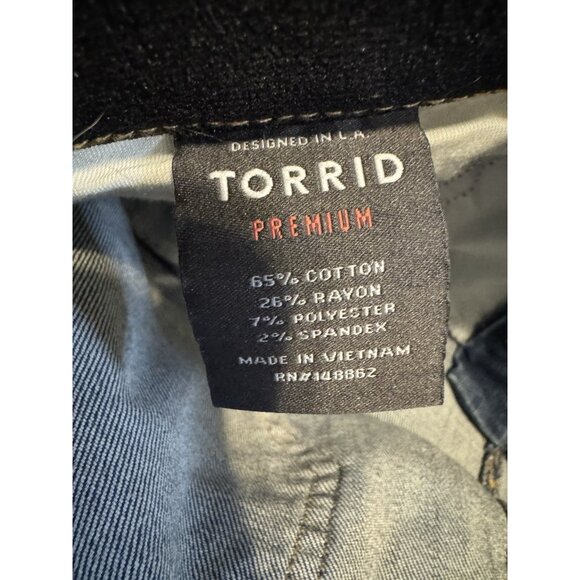 DESIGNED IN L.A.
TORRID
PREMIUM
65% COTTON
26% RAYON
7% POLYESTER
2% SPANDEX
MADE IN VIETNAM
RN#148862